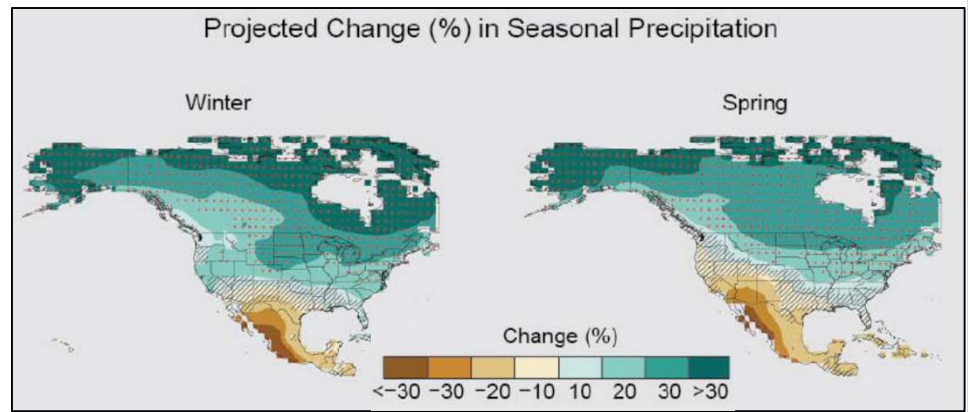 Projected Change (%) in Seasonal Precipitation
Winter
Spring
Change (%)
<−30 −30 −20 −10 10 20 30 >30